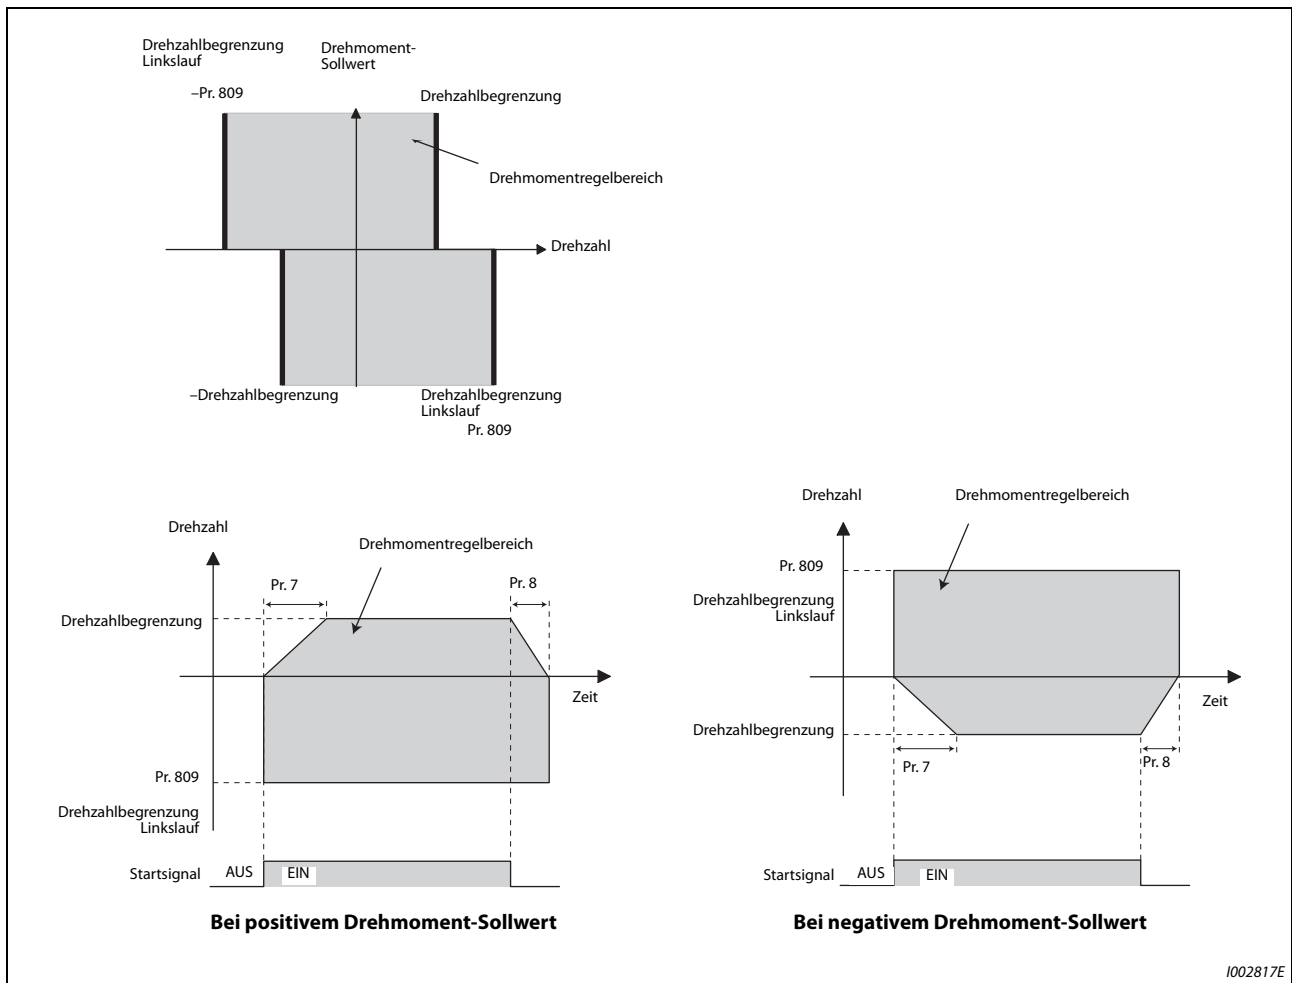 Drehzahlbegrenzung
Linkslauf
Drehmoment-
Sollwert
–Pr. 809
Drehzahlbegrenzung
Drehmomentregelbereich
Drehzahl
–Drehzahlbegrenzung
Drehzahlbegrenzung
Linkslauf
Pr. 809
Drehzahl
Drehmomentregelbereich
Pr. 7
Pr. 8
Drehzahlbegrenzung
Zeit
Pr. 809
Drehzahlbegrenzung
Linkslauf
Startsignal
AUS
EIN
Bei positivem Drehmoment-Sollwert
Drehzahl
Drehmomentregelbereich
Pr. 809
Drehzahlbegrenzung
Linkslauf
Zeit
Drehzahlbegrenzung
Pr. 7
Pr. 8
Startsignal
AUS
EIN
Bei negativem Drehmoment-Sollwert
I002817E